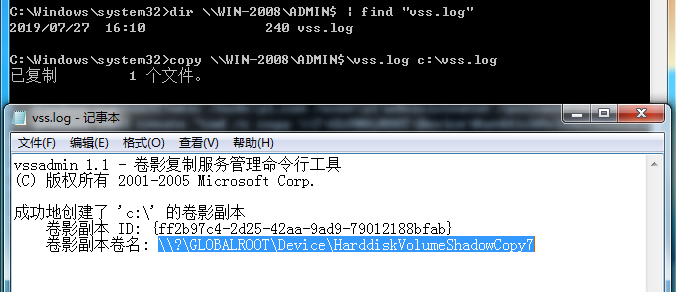 C:\Windows\system32>dir \\WIN-2008\ADMIN$ | find "vss.log"
2019/07/27  16:10               240 vss.log
C:\Windows\system32>copy \\WIN-2008\ADMIN$\vss.log c:\vss.log
已复制         1 个文件。
vss.log - 记事本
文件(F) 编辑(E) 格式(O) 查看(V) 帮助(H)
vssadmin 1.1 - 卷影复制服务管理命令行工具
(C) 版权所有 2001-2005 Microsoft Corp.
成功地创建了 'c:\' 的卷影副本
卷影副本 ID: {ff2b97c4-2d25-42aa-9ad9-79012188bfab}
卷影副本卷名: \\?\GLOBALROOT\Device\HarddiskVolumeShadowCopy7